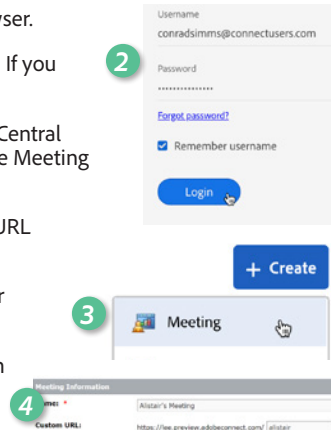 wser.
If you
Central
e Meeting
URL
r
n
Username
conradsimms@connectusers.com
2
Password
Forgot password?
Remember username
Login
+ Create
3
Meeting
4
Meeting Information
Name: *
Alistair's Meeting
Custom URL:
https://lee.preview.adobeconnect.com/ alistair